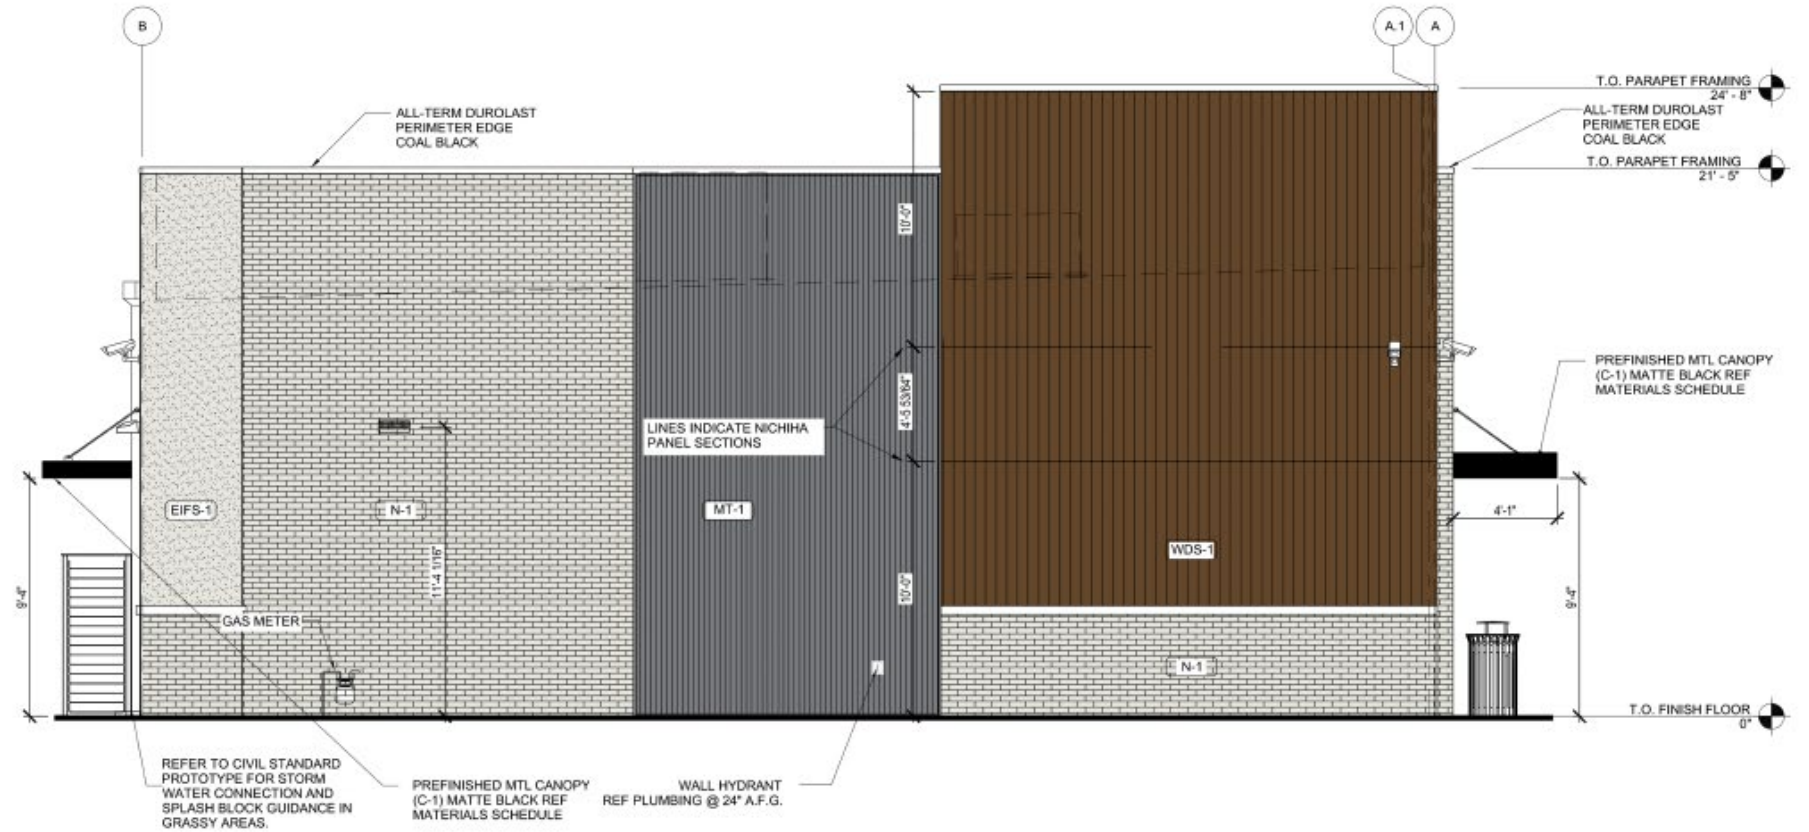 B
A.1
A
T.O. PARAPET FRAMING
24' - 8"
ALL-TERM DUROLAST
PERIMETER EDGE
COAL BLACK
ALL-TERM DUROLAST
PERIMETER EDGE
COAL BLACK
T.O. PARAPET FRAMING
21' - 5"
10'-0"
PREFINISHED MTL CANOPY
(C-1) MATTE BLACK REF
MATERIALS SCHEDULE
4'-5 53/64"
LINES INDICATE NICHIHA
PANEL SECTIONS
EIFS-1
N-1
MT-1
4'-1"
WDS-1
11'-4 1/16"
9'-4"
10'-0"
9'-4"
GAS METER
N-1
T.O. FINISH FLOOR
0"
REFER TO CIVIL STANDARD
PROTOTYPE FOR STORM
WATER CONNECTION AND
SPLASH BLOCK GUIDANCE IN
GRASSY AREAS.
PREFINISHED MTL CANOPY
(C-1) MATTE BLACK REF
MATERIALS SCHEDULE
WALL HYDRANT
REF PLUMBING @ 24" A.F.G.